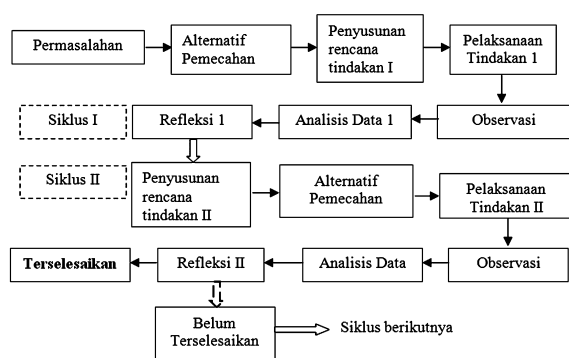 Permasalahan
Alternatif
Pemecahan
Penyusunan
rencana
tindakan I
Pelaksanaan
Tindakan 1
Siklus I
Refleksi 1
Analisis Data 1
Observasi
Siklus II
Penyusunan
rencana
tindakan II
Alternatif
Pemecahan
Pelaksanaan
Tindakan II
Terselesaikan
Refleksi II
Analisis Data
Observasi
Belum
Terselesaikan
Siklus berikutnya